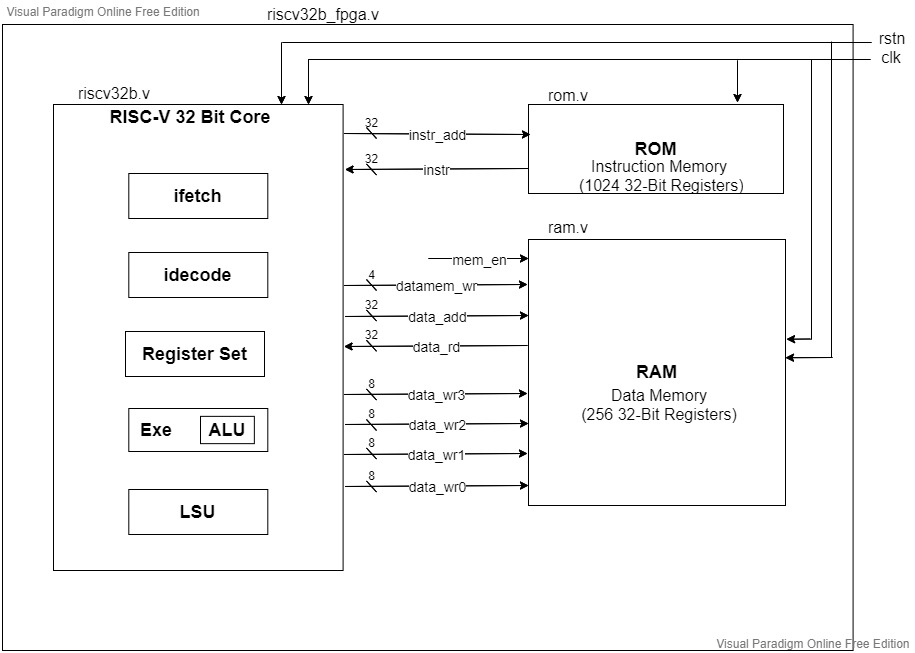 Visual Paradigm Online Free Edition
riscv32b_fpga.v
rstn
clk
riscv32b.v
RISC-V 32 Bit Core
ifetch
idecode
Register Set
Exe
ALU
LSU
32
instr_add
32
instr
mem_en
4
datamem_wr
32
data_add
32
data_rd
8
data_wr3
8
data_wr2
8
data_wr1
8
data_wr0
rom.v
ROM
Instruction Memory
(1024 32-Bit Registers)
ram.v
RAM
Data Memory
(256 32-Bit Registers)
Visual Paradigm Online Free Edition